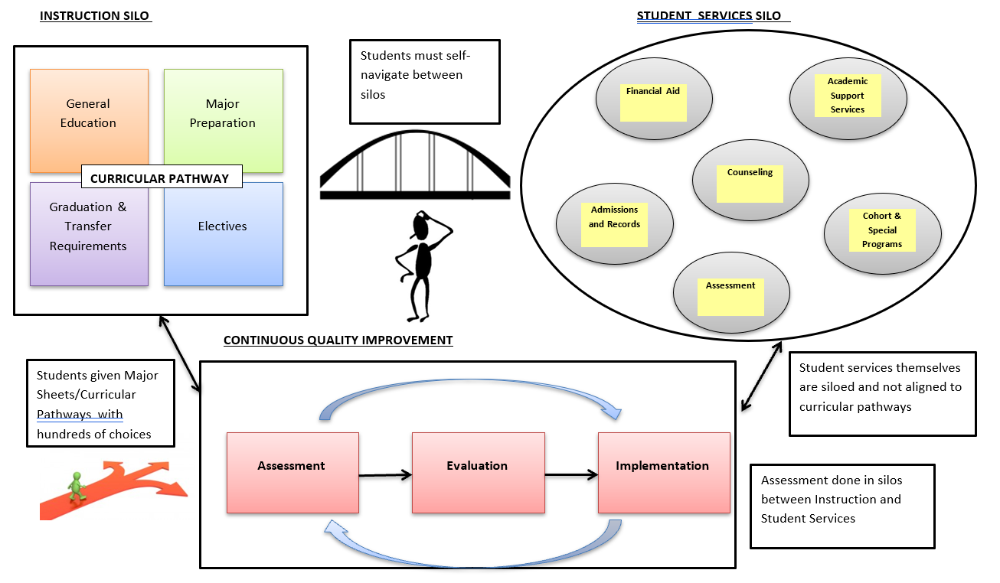 INSTRUCTION SILO
STUDENT SERVICES SILO
General
Education
Major
Preparation
CURRICULAR PATHWAY
Graduation &
Transfer
Requirements
Electives
Students must self-
navigate between
silos
Financial Aid
Academic
Support
Services
Counseling
Admissions
and Records
Cohort &
Special
Programs
Assessment
CONTINUOUS QUALITY IMPROVEMENT
Students given Major
Sheets/Curricular
Pathways with
hundreds of choices
Assessment
Evaluation
Implementation
Student services themselves
are siloed and not aligned to
curricular pathways
Assessment done in silos
between Instruction and
Student Services